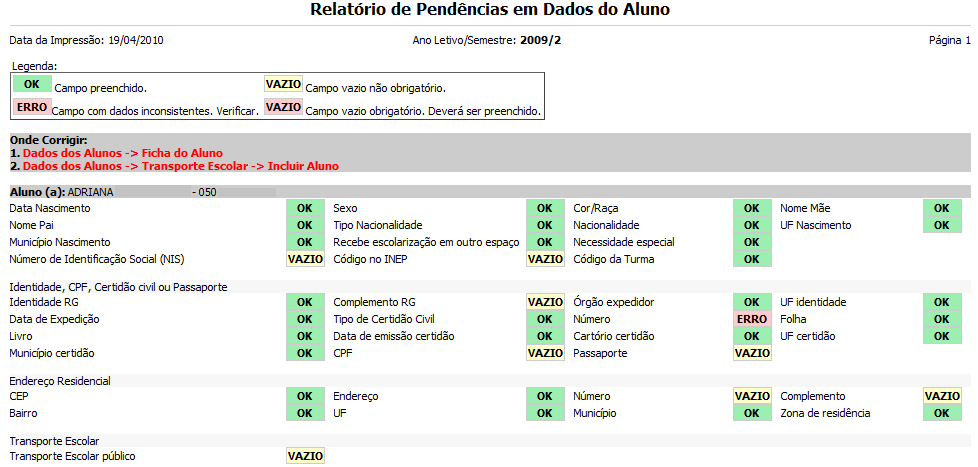 Relatório de Pendências em Dados do Aluno
Data da Impressão: 19/04/2010 Ano Letivo/Semestre: 2009/2 Página 1
Legenda:
OK Campo preenchido. VAZIO Campo vazio não obrigatório.
ERRO Campo com dados inconsistentes. Verificar. VAZIO Campo vazio obrigatório. Deverá ser preenchido.
Onde Corrigir:
1. Dados dos Alunos -> Ficha do Aluno
2. Dados dos Alunos -> Transporte Escolar -> Incluir Aluno
Aluno (a): ADRIANA - 050
Data Nascimento OK Sexo OK Cor/Raça OK Nome Mãe OK
Nome Pai OK Tipo Nacionalidade OK Nacionalidade OK UF Nascimento OK
Município Nascimento OK Recebe escolarização em outro espaço OK Necessidade especial OK
Número de Identificação Social (NIS) VAZIO Código no INEP VAZIO Código da Turma OK
Identidade, CPF, Certidão civil ou Passaporte
Identidade RG OK Complemento RG VAZIO Órgão expedidor OK UF identidade OK
Data de Expedição OK Tipo de Certidão Civil OK Número ERRO Folha OK
Livro OK Data de emissão certidão OK Cartório certidão OK UF certidão OK
Município certidão OK CPF VAZIO Passaporte VAZIO
Endereço Residencial
CEP OK Endereço OK Número VAZIO Complemento VAZIO
Bairro OK UF OK Município OK Zona de residência OK
Transporte Escolar
Transporte Escolar público VAZIO